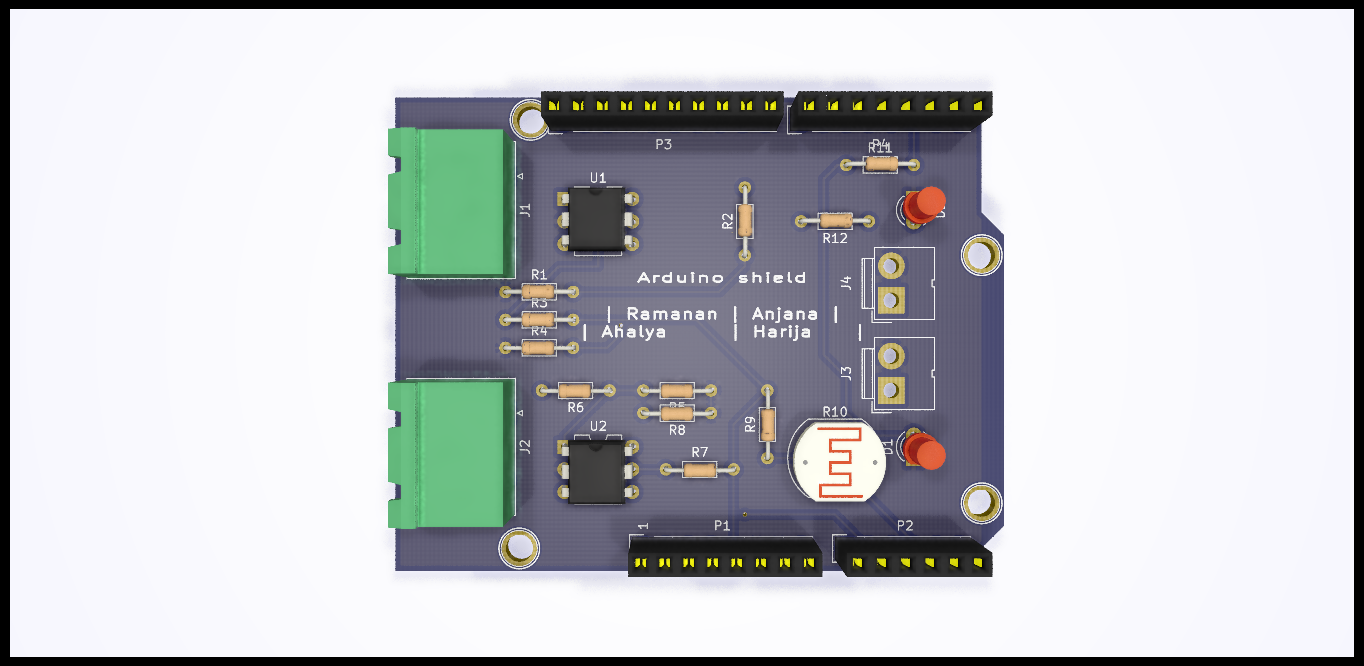 P3
P4
R11
U1
J1
R2
R12
R1
Arduino shield
J4
R3
| Ramanan | Anjana |
| Ahalya | Harija |
R4
J3
R6
R8
R10
R9
U2
J2
R7
D1
1
P1
P2